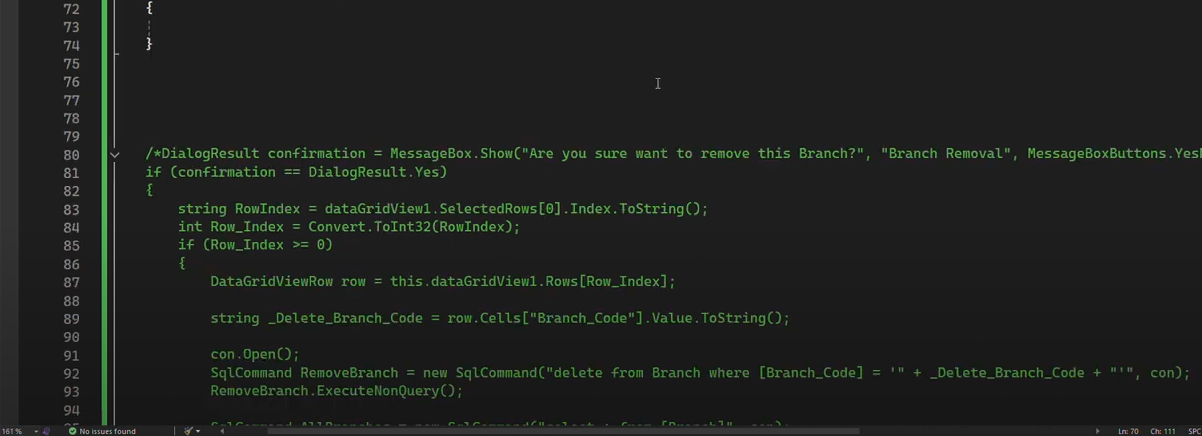 72 {
73
74 }
75
76
77
78
79
80 /*DialogResult confirmation = MessageBox.Show("Are you sure want to remove this Branch?", "Branch Removal", MessageBoxButtons.Yes
81 if (confirmation == DialogResult.Yes)
82 {
83 string RowIndex = dataGridView1.SelectedRows[0].Index.ToString();
84 int Row_Index = Convert.ToInt32(RowIndex);
85 if (Row_Index >= 0)
86 {
87 DataGridViewRow row = this.dataGridView1.Rows[Row_Index];
88
89 string _Delete_Branch_Code = row.Cells["Branch_Code"].Value.ToString();
90
91 con.Open();
92 SqlCommand RemoveBranch = new SqlCommand("delete from Branch where [Branch_Code] = '" + _Delete_Branch_Code + "'", con);
93 RemoveBranch.ExecuteNonQuery();
94
161 % No issues found Ln: 70 Ch: 111 SPC